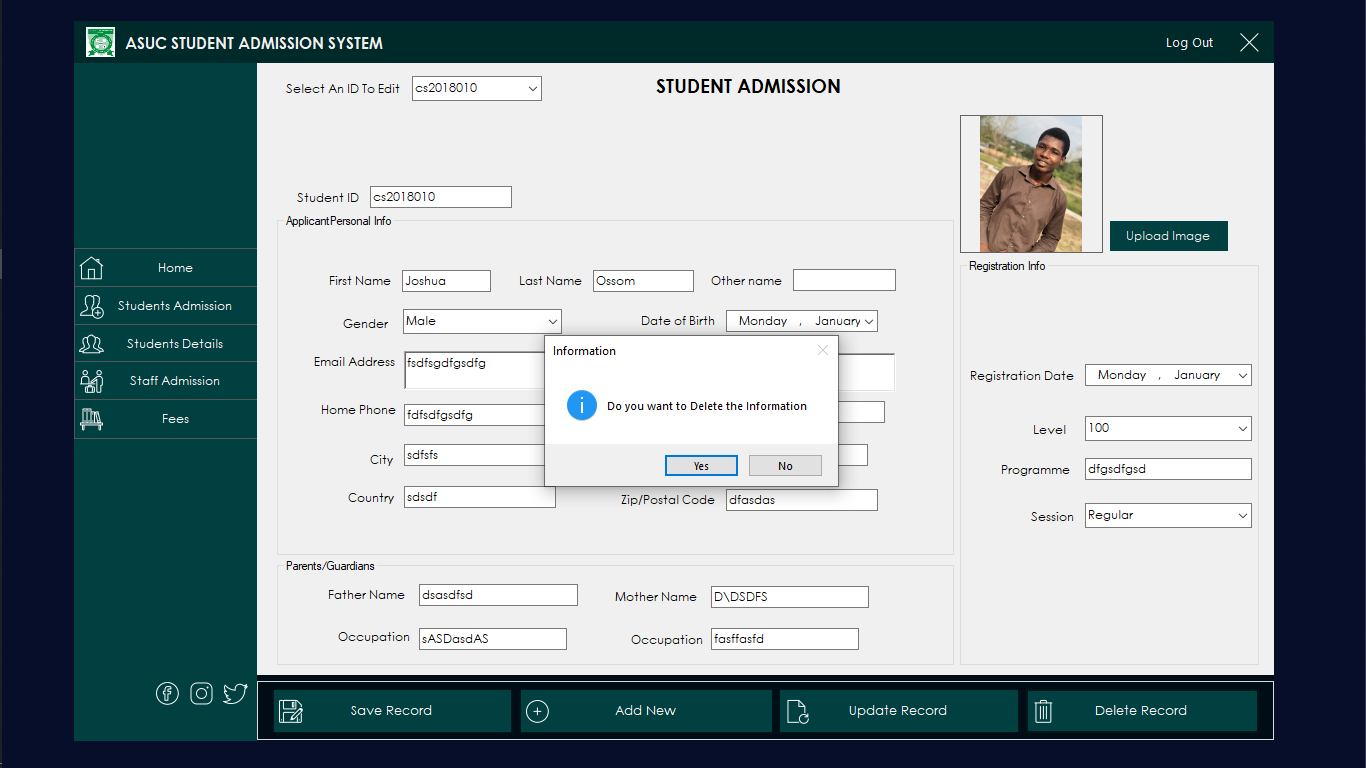 ASUC STUDENT ADMISSION SYSTEM
Log Out
Select An ID To Edit
cs2018010
STUDENT ADMISSION
Student ID
cs2018010
Upload Image
Home
Students Admission
Students Details
Staff Admission
Fees
Applicant Personal Info
First Name
Joshua
Last Name
Ossom
Other name
Gender
Male
Date of Birth
Monday , January
Email Address
fsdfsgdfgsdfg
Home Phone
fdfsdfgsdfg
City
sdfsfs
Country
sdsdf
Zip/Postal Code
dfasdas
Information
Do you want to Delete the Information
Yes
No
Registration Info
Registration Date
Monday , January
Level
100
Programme
dfgsdfgsd
Session
Regular
Parents/Guardians
Father Name
dsasdfsd
Mother Name
D\DSDFS
Occupation
sASDasdAS
Occupation
fasffasfd
Save Record
Add New
Update Record
Delete Record